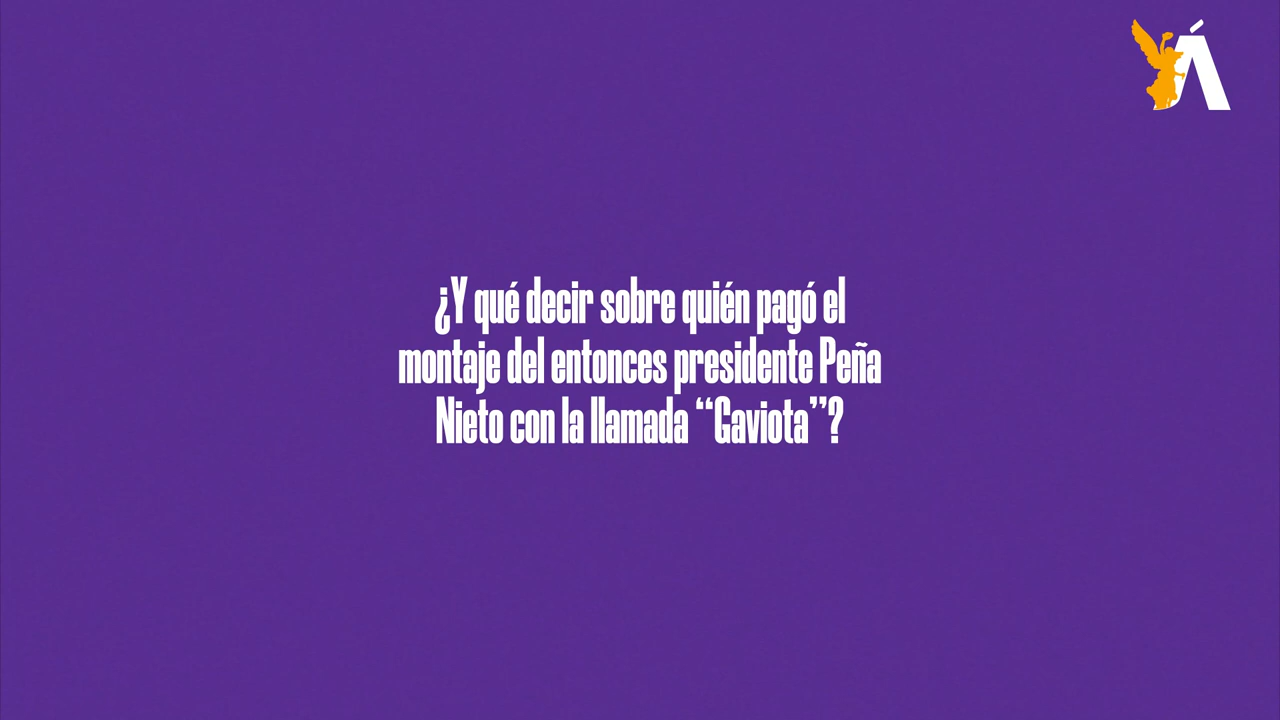 Á
¿Y qué decir sobre quién pagó el
montaje del entonces presidente Peña
Nieto con la llamada “Gaviota”?